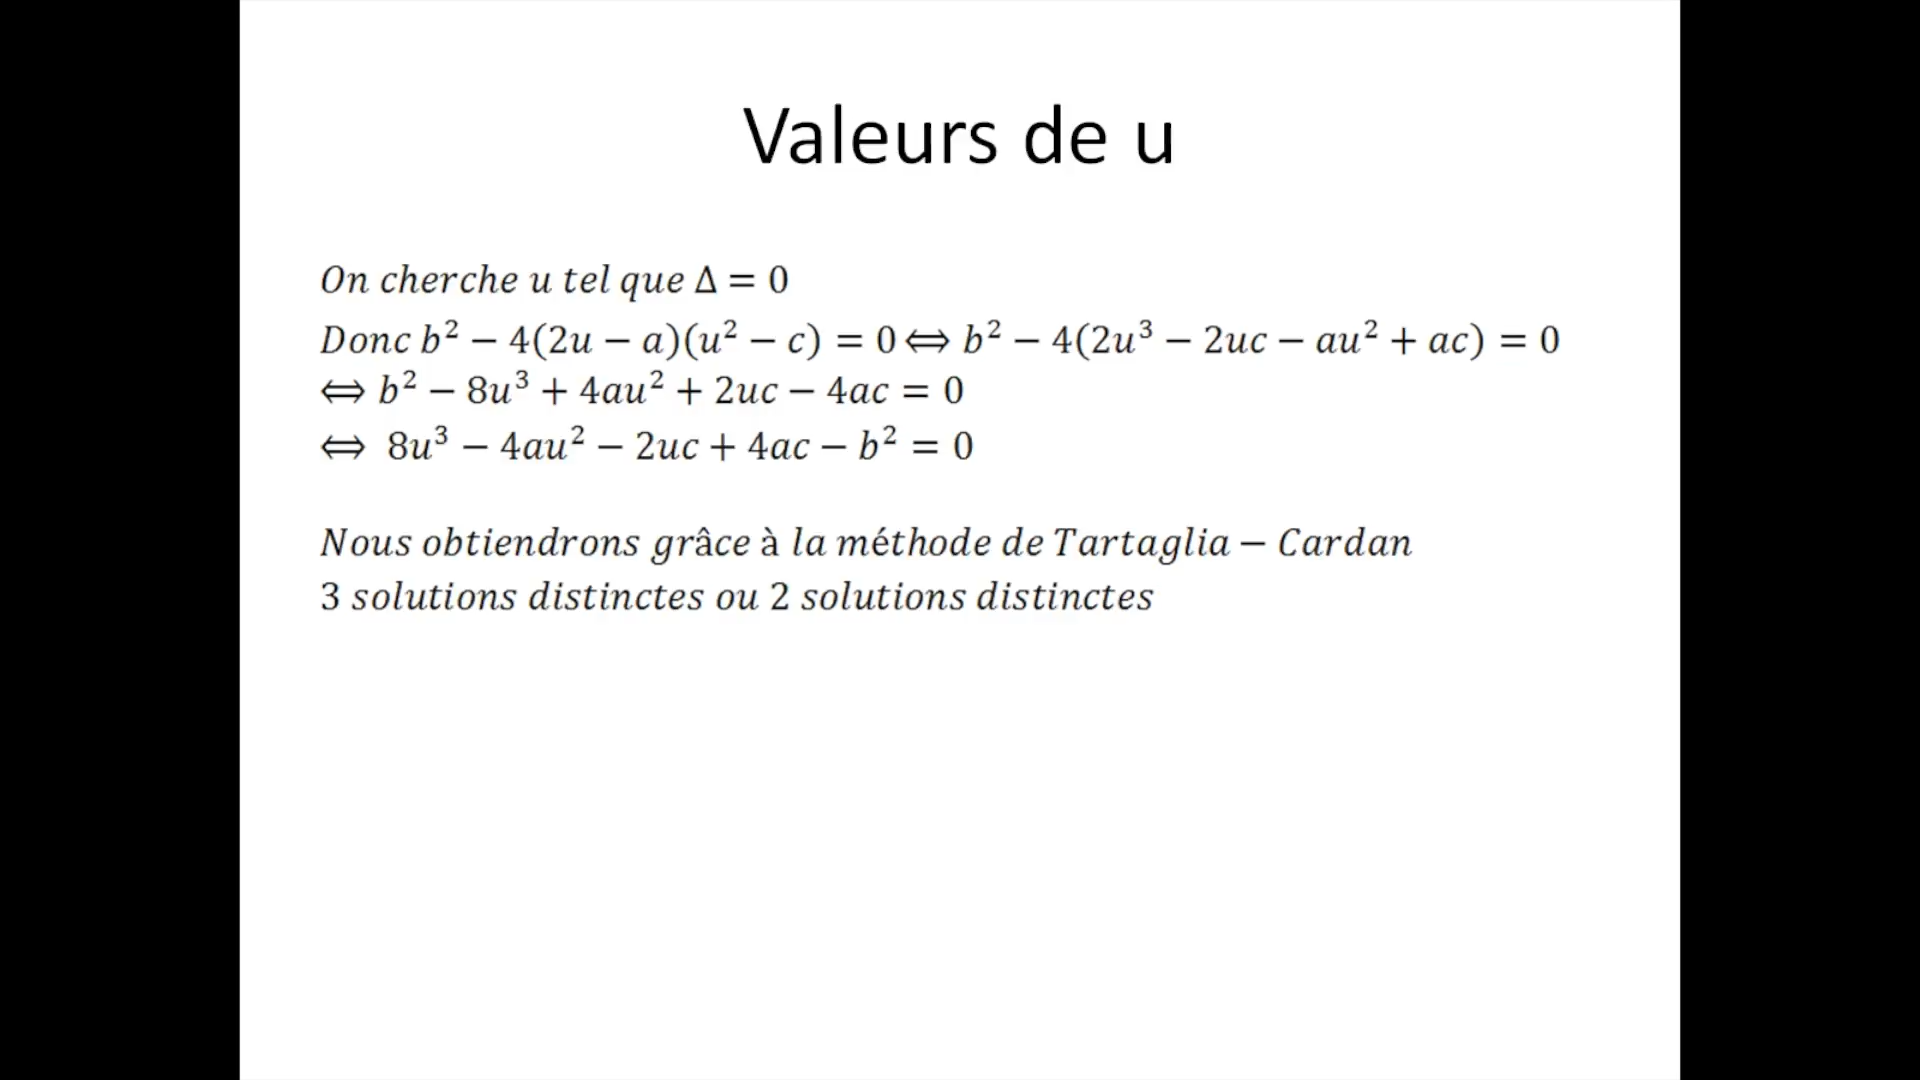 Valeurs de u
On cherche u tel que Δ = 0
Donc b² − 4(2u − a)(u² − c) = 0 ⟺ b² − 4(2u³ − 2uc − au² + ac) = 0
⟺ b² − 8u³ + 4au² + 2uc − 4ac = 0
⟺ 8u³ − 4au² − 2uc + 4ac − b² = 0
Nous obtiendrons grâce à la méthode de Tartaglia − Cardan
3 solutions distinctes ou 2 solutions distinctes